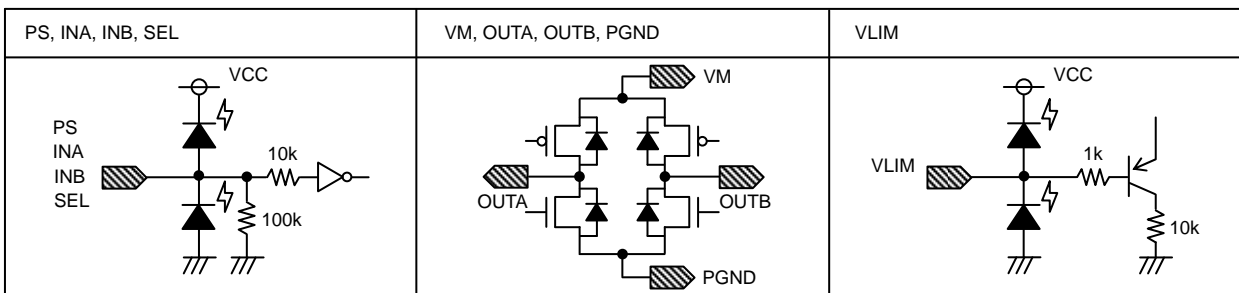 PS, INA, INB, SEL
VM, OUTA, OUTB, PGND
VLIM
VCC
PS
INA
INB
SEL
10k
100k
VM
OUTA
OUTB
PGND
VCC
VLIM
1k
10k